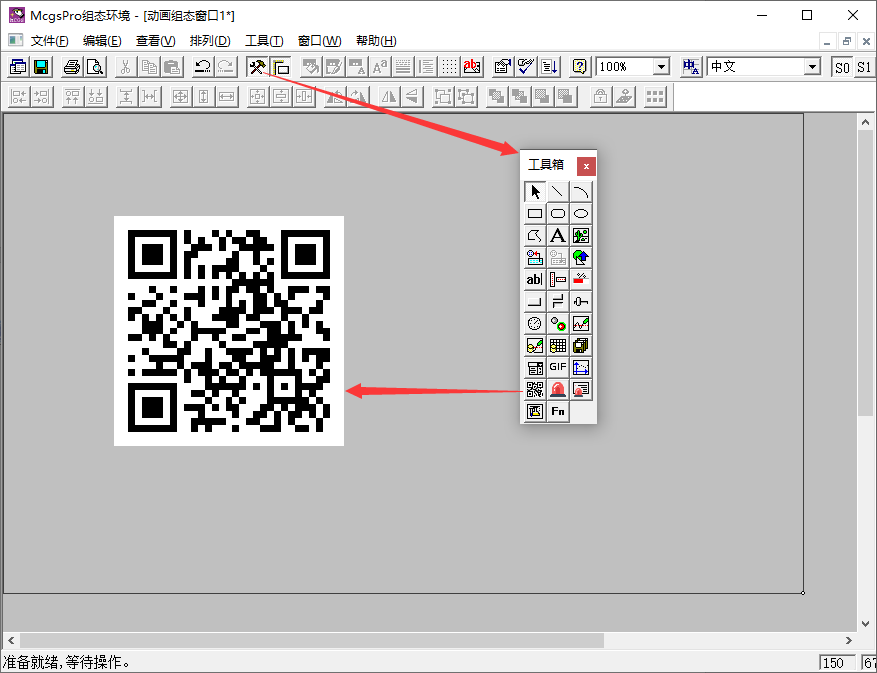 McgsPro组态环境 - [动画组态窗口1*]
文件(F) 编辑(E) 查看(V) 排列(D) 工具(T) 窗口(W) 帮助(H)
100% 中文 S0 S1
工具箱
A
ab|
GIF
Fn
准备就绪,等待操作。 150 67